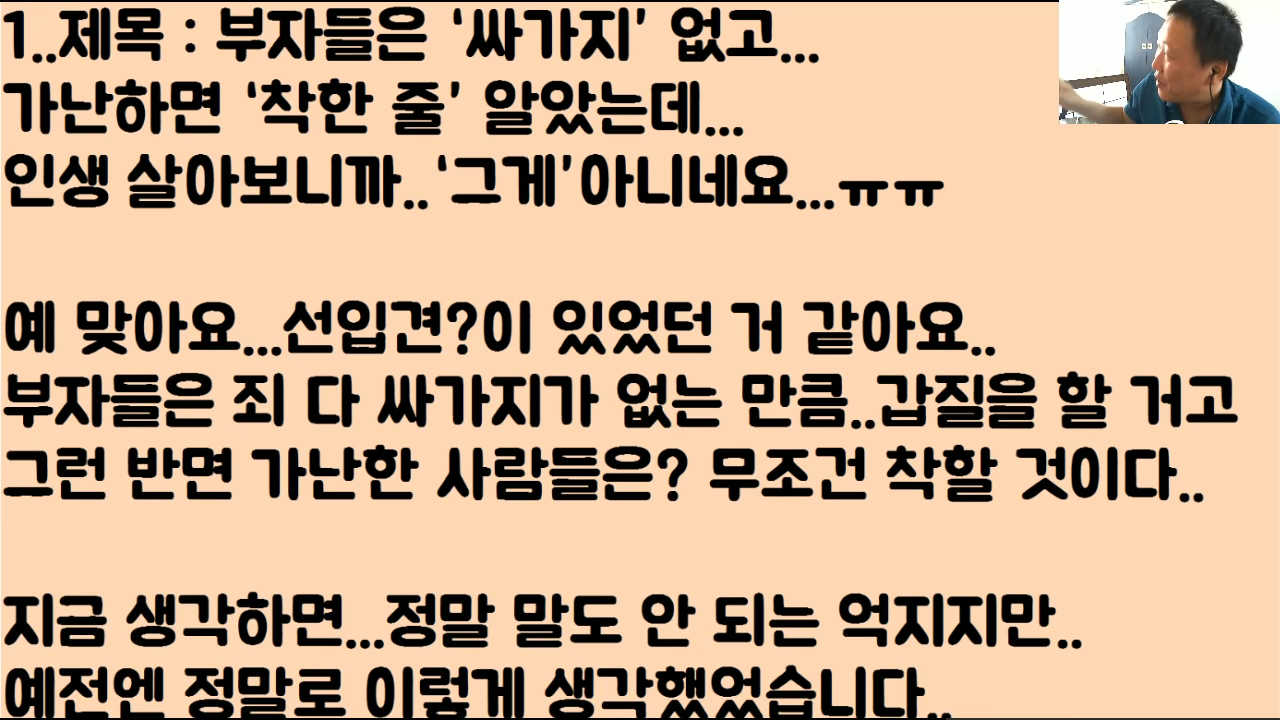 1..제목 : 부자들은 ‘싸가지’ 없고...
가난하면 ‘착한 줄’ 알았는데...
인생 살아보니까..‘그게’아니네요...ㅠㅠ
예 맞아요...선입견?이 있었던 거 같아요..
부자들은 죄 다 싸가지가 없는 만큼..갑질을 할 거고
그런 반면 가난한 사람들은? 무조건 착할 것이다..
지금 생각하면...정말 말도 안 되는 억지지만..
예전엔 정말로 이렇게 생각했었습니다..